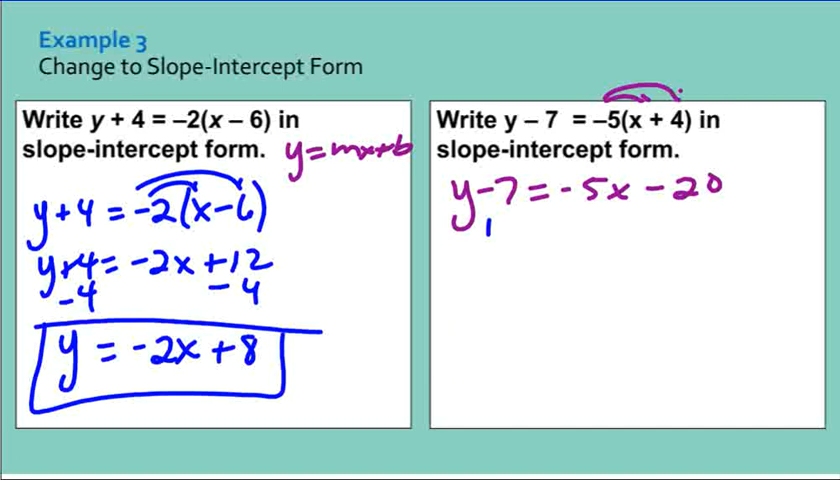 Example 3
Change to Slope-Intercept Form
Write y + 4 = –2(x – 6) in
slope-intercept form. y=mx+b
y+4 = -2(x-6)
y+4= -2x +12
-4 -4
y = -2x +8
Write y – 7 = –5(x + 4) in
slope-intercept form.
y-7 = -5x -20